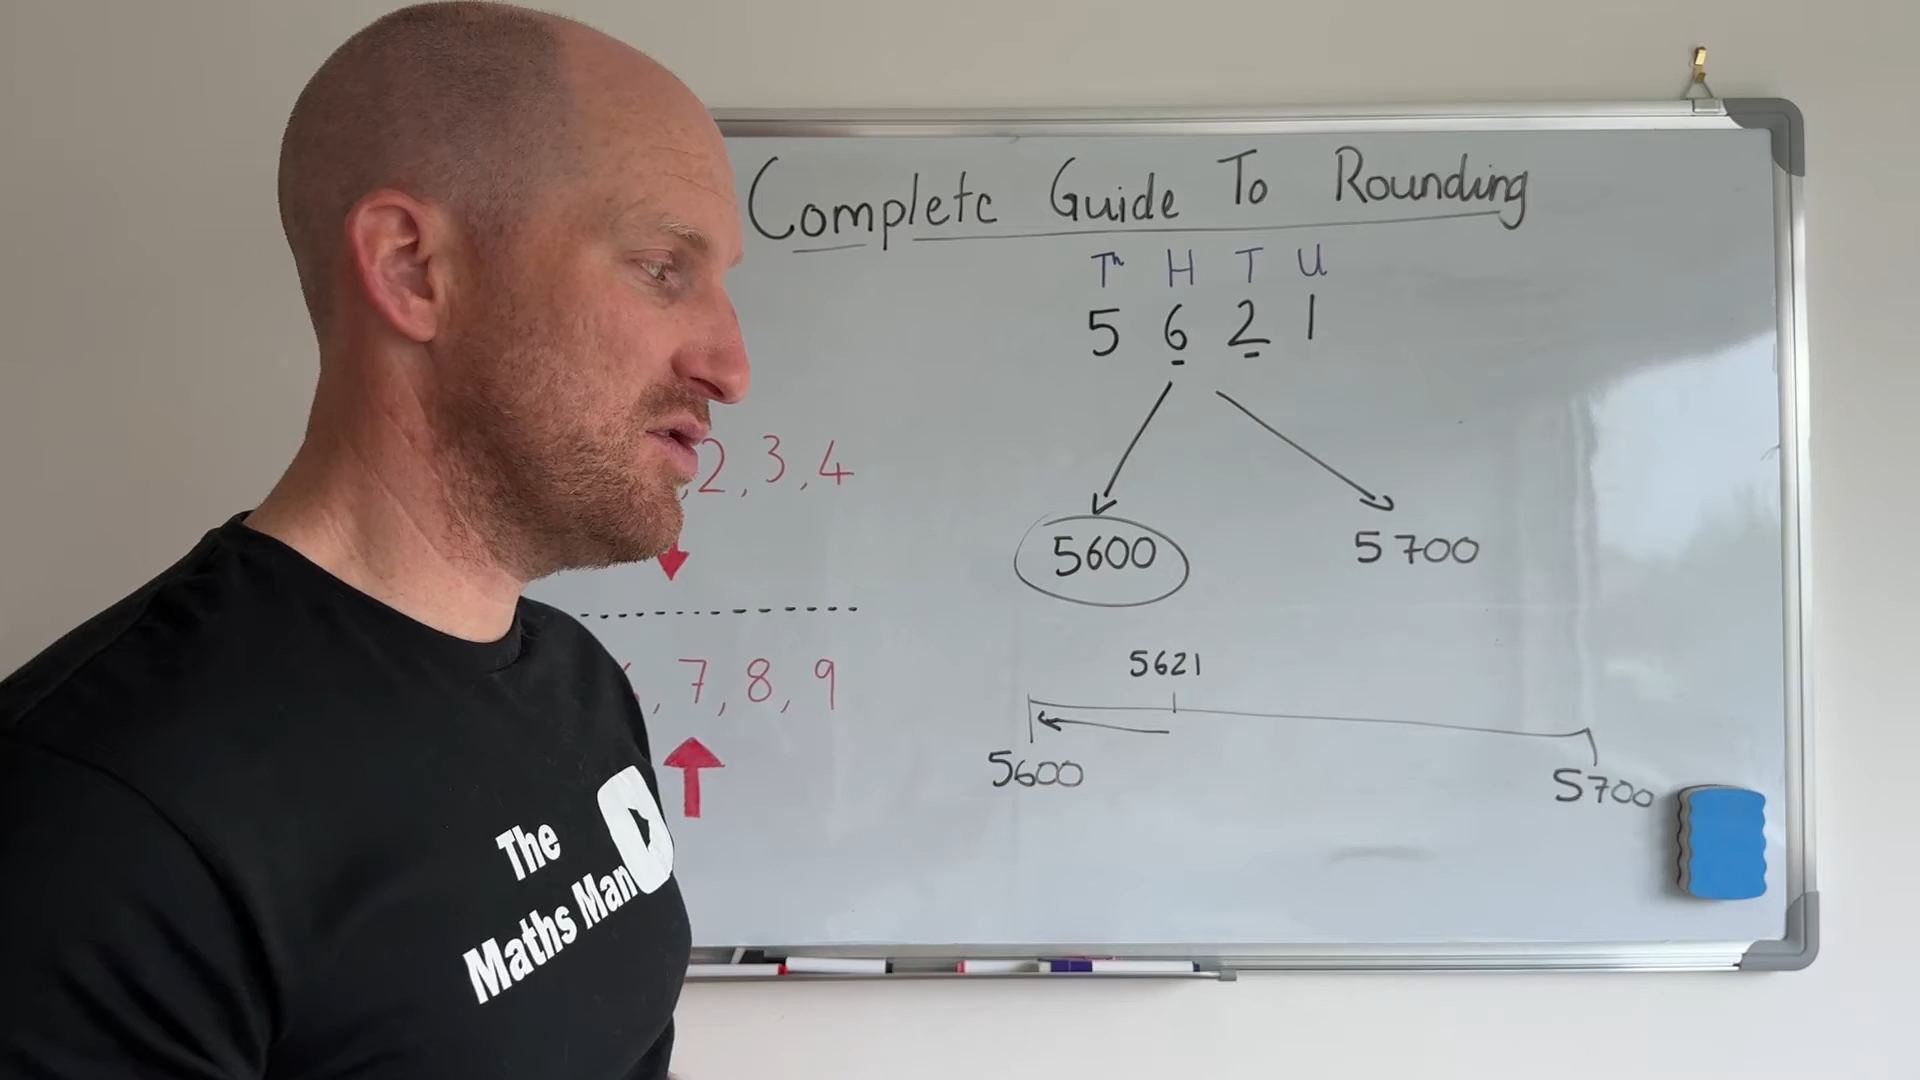 Complete Guide To Rounding
Th H T U
5 6 2 1
,2,3,4
5600 5700
5621
, 7, 8, 9
5600 5700
The
Maths Man